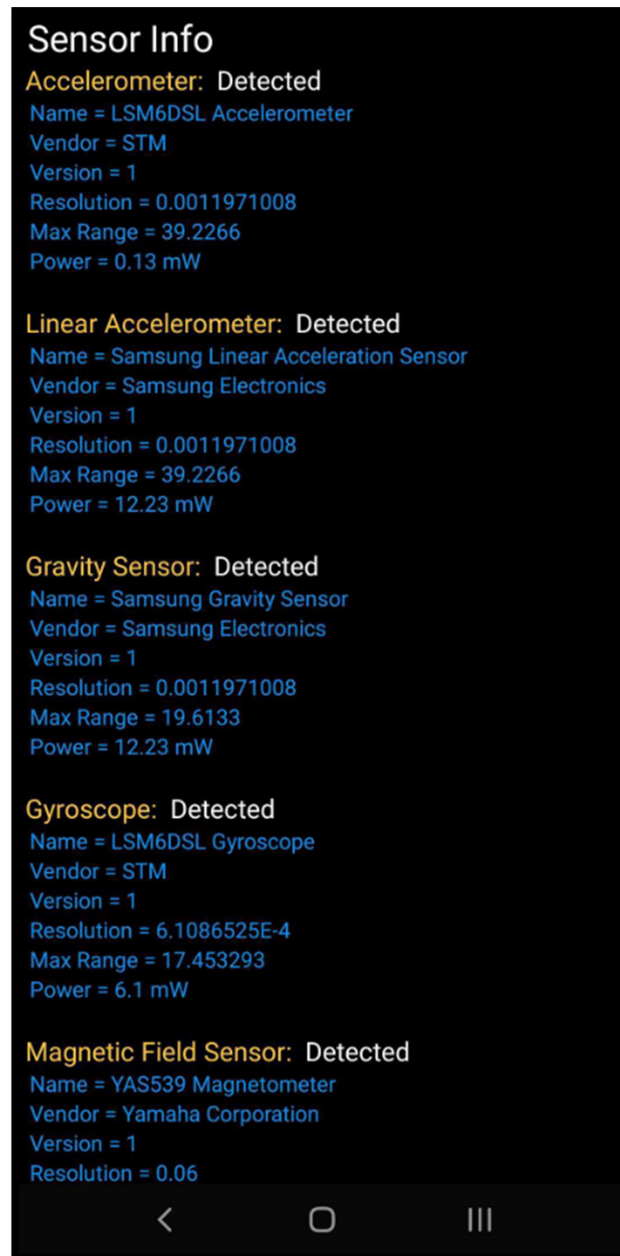 Sensor Info
Accelerometer: Detected
Name = LSM6DSL Accelerometer
Vendor = STM
Version = 1
Resolution = 0.0011971008
Max Range = 39.2266
Power = 0.13 mW
Linear Accelerometer: Detected
Name = Samsung Linear Acceleration Sensor
Vendor = Samsung Electronics
Version = 1
Resolution = 0.0011971008
Max Range = 39.2266
Power = 12.23 mW
Gravity Sensor: Detected
Name = Samsung Gravity Sensor
Vendor = Samsung Electronics
Version = 1
Resolution = 0.0011971008
Max Range = 19.6133
Power = 12.23 mW
Gyroscope: Detected
Name = LSM6DSL Gyroscope
Vendor = STM
Version = 1
Resolution = 6.1086525E-4
Max Range = 17.453293
Power = 6.1 mW
Magnetic Field Sensor: Detected
Name = YAS539 Magnetometer
Vendor = Yamaha Corporation
Version = 1
Resolution = 0.06